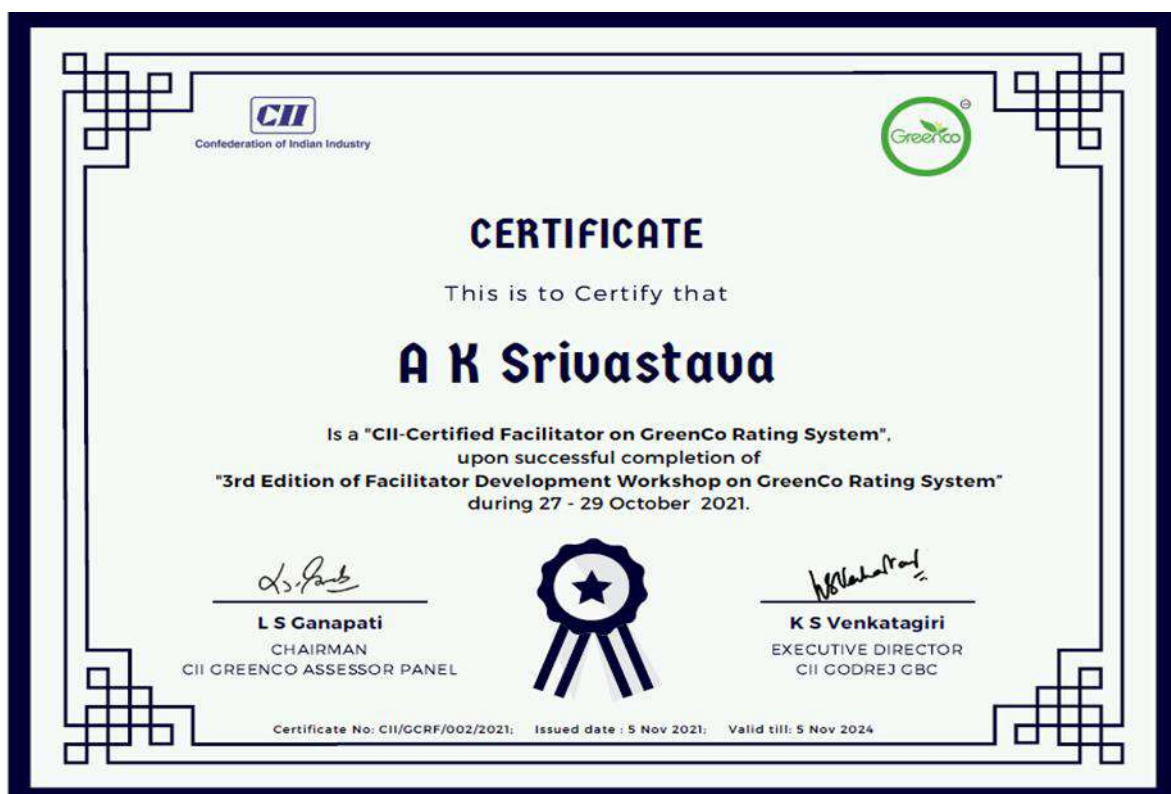 CII
Confederation of Indian Industry
Greenco
CERTIFICATE
This is to Certify that
A K Srivastava
Is a "CII-Certified Facilitator on GreenCo Rating System",
upon successful completion of
"3rd Edition of Facilitator Development Workshop on GreenCo Rating System"
during 27 - 29 October 2021.
L S Ganapati
CHAIRMAN
CII GREENCO ASSESSOR PANEL
K S Venkatagiri
EXECUTIVE DIRECTOR
CII GODREJ GBC
Certificate No: CII/GCRF/002/2021; Issued date : 5 Nov 2021; Valid till: 5 Nov 2024